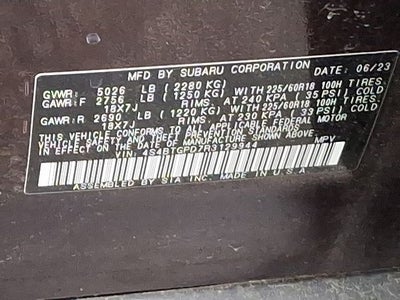 MFD BY SUBARU CORPORATION DATE: 06/23
GVWR: 5026 LB ( 2280 KG)
GAWR:F 2756 LB ( 1250 KG) WITH 225/60R18 100H TIRES,
18X7J RIMS, AT 240 KPA ( 35 PSI) COLD
GAWR:R 2690 LB ( 1220 KG) WITH 225/60R18 100H TIRES,
18X7J RIMS, AT 230 KPA ( 33 PSI) COLD
THIS VEHICLE CONFORMS TO ALL APPLICABLE FEDERAL MOTOR
VEHICLE SAFETY AND THEFT PREVENTION STANDARDS
IN EFFECT ON THE DATE OF MANUFACTURE SHOWN ABOVE.
VIN: 4S4BTGPD7R3129944 MPV
ASSEMBLED BY SIA, INC. MADE IN U.S.A